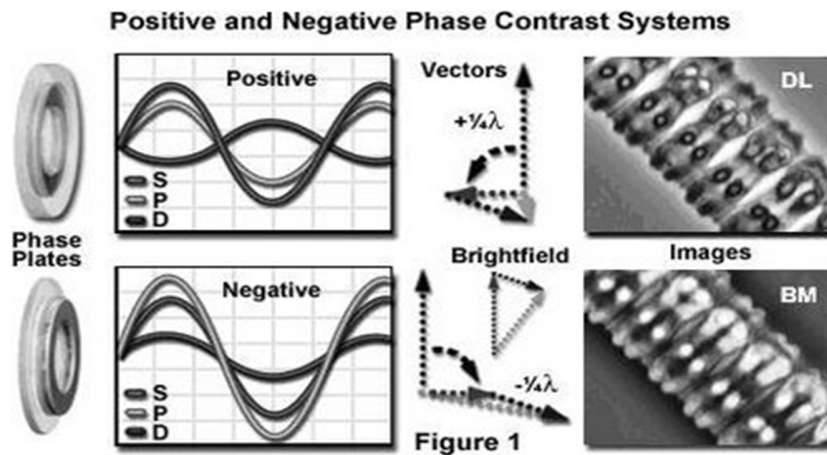 Positive and Negative Phase Contrast Systems
Positive
S
P
D
Vectors
+¼λ
DL
Phase
Plates
Brightfield
Images
Negative
S
P
D
-¼λ
BM
Figure 1